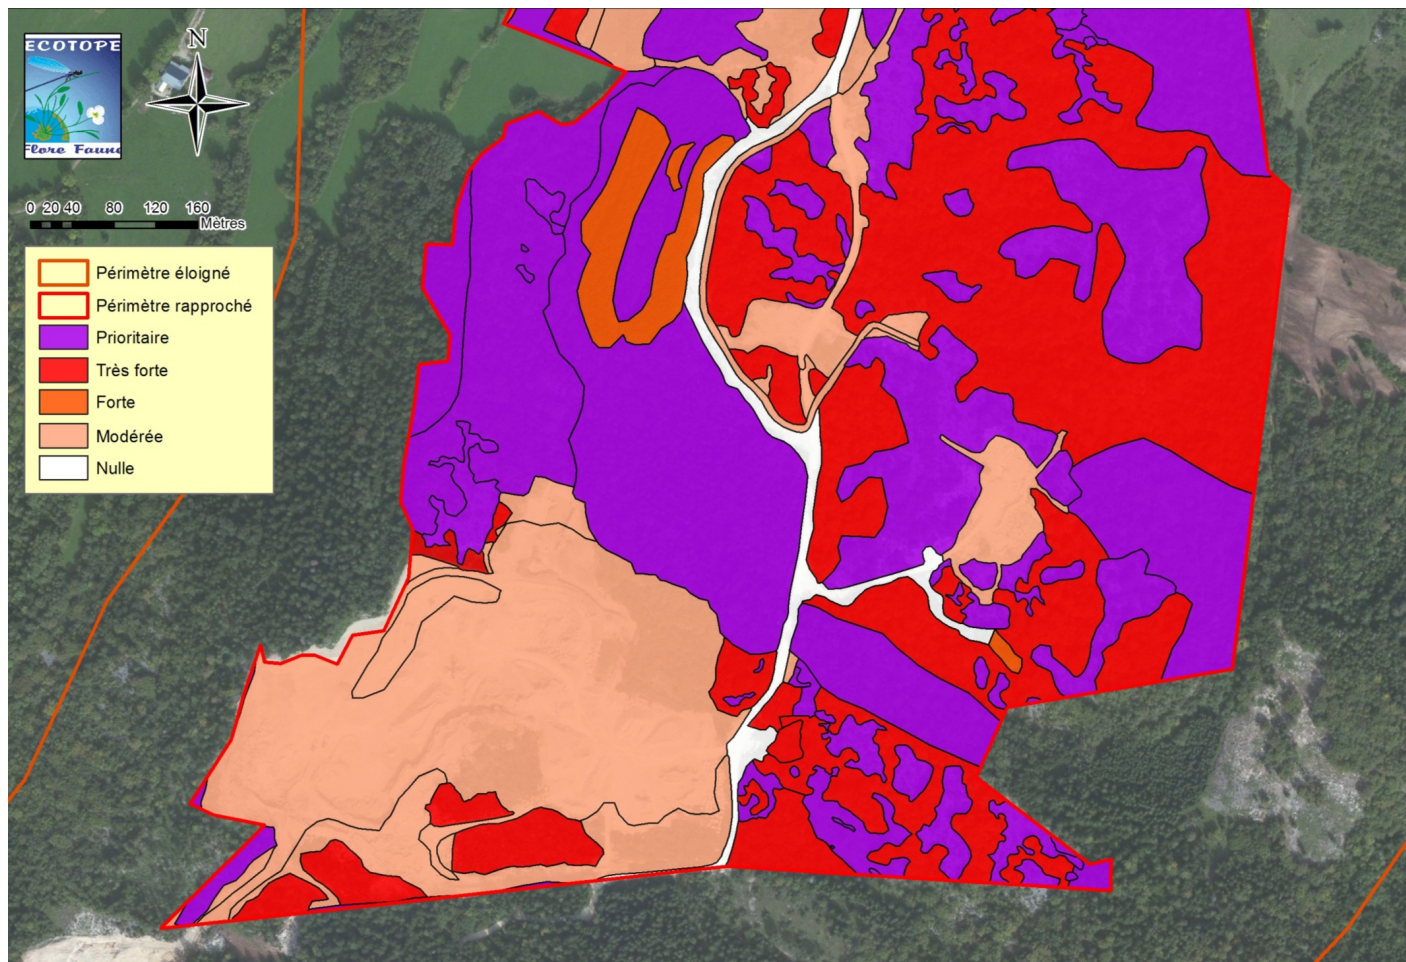 ECOTOPE
Flore Faune
N
0 20 40 80 120 160
Mètres
Périmètre éloigné
Périmètre rapproché
Prioritaire
Très forte
Forte
Modérée
Nulle